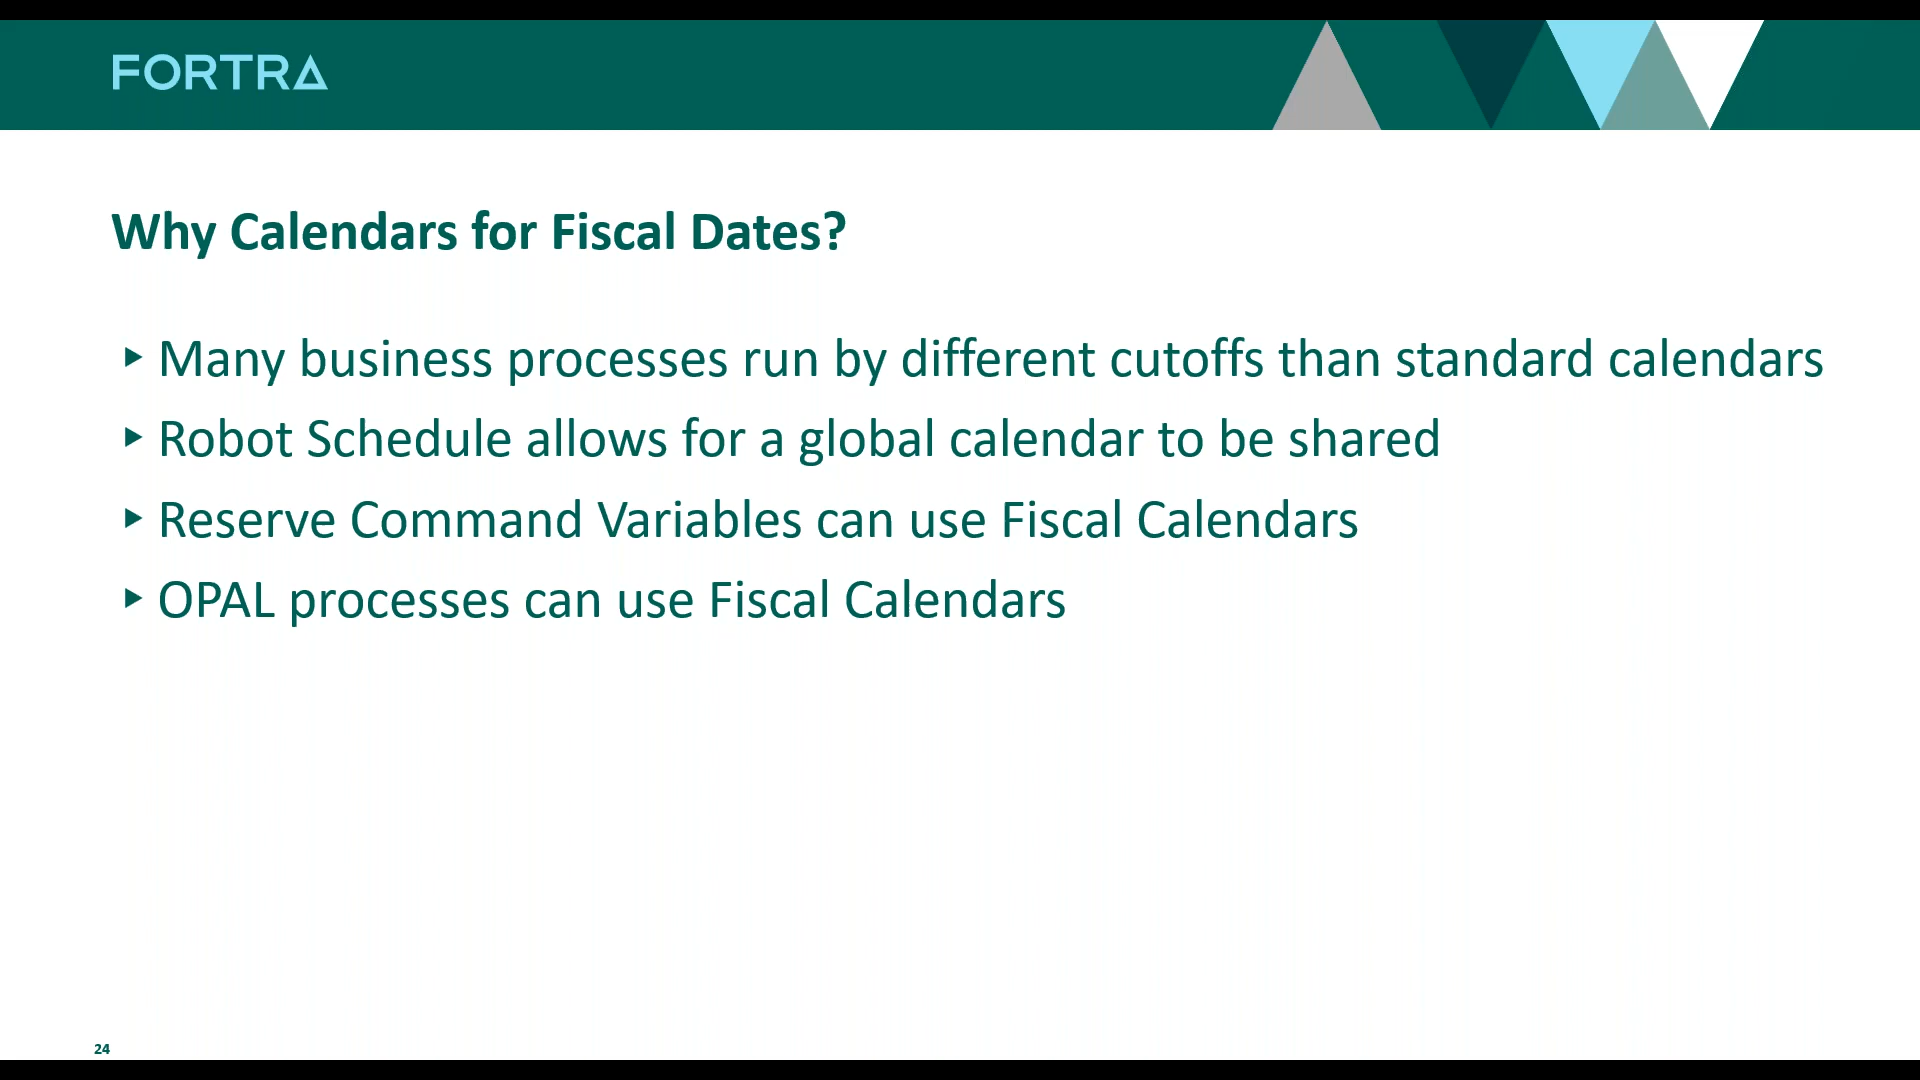 FORTRA
Why Calendars for Fiscal Dates?
Many business processes run by different cutoffs than standard calendars
Robot Schedule allows for a global calendar to be shared
Reserve Command Variables can use Fiscal Calendars
OPAL processes can use Fiscal Calendars
24